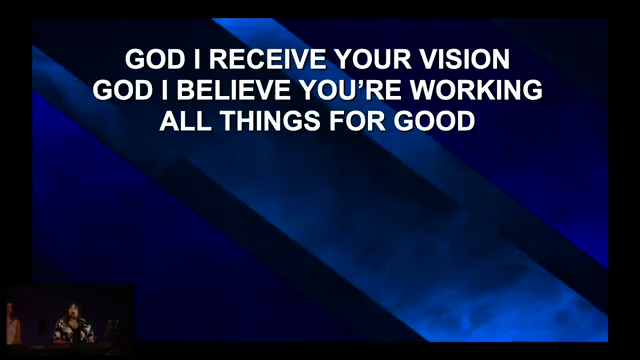 GOD I RECEIVE YOUR VISION
GOD I BELIEVE YOU'RE WORKING
ALL THINGS FOR GOOD